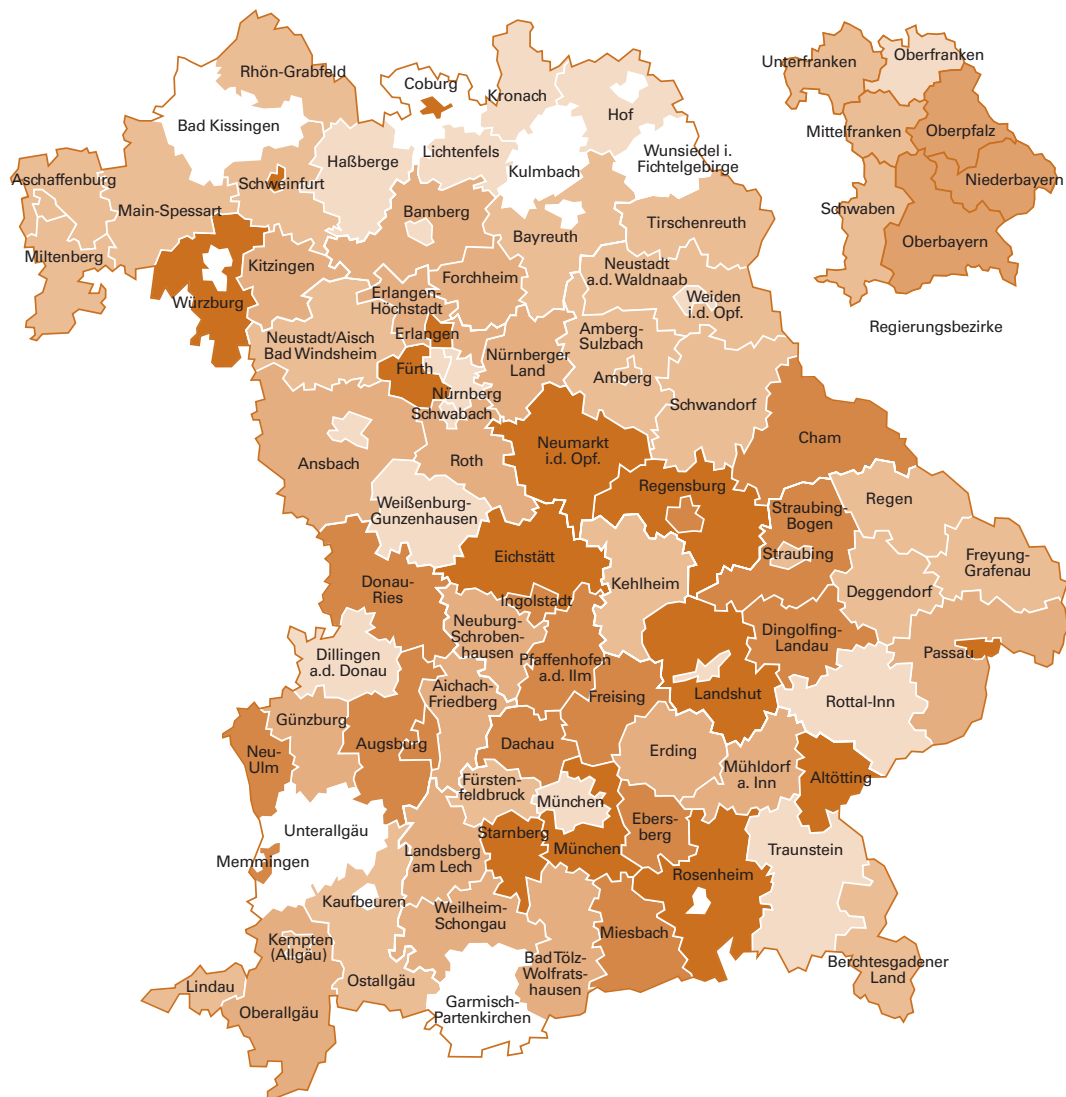 Rhön-Grabfeld
Coburg
Kronach
Hof
Bad Kissingen
Lichtenfels
Haßberge
Kulmbach
Wunsiedel i.
Fichtelgebirge
Aschaffenburg
Schweinfurt
Main-Spessart
Bamberg
Bayreuth
Tirschenreuth
Miltenberg
Kitzingen
Forchheim
Neustadt
a.d. Waldnaab
Würzburg
Erlangen-
Höchstadt
Weiden
i.d. Opf.
Neustadt/Aisch
Bad Windsheim
Erlangen
Amberg-
Sulzbach
Nürnberger
Land
Fürth
Amberg
Nürnberg
Schwabach
Schwandorf
Ansbach
Roth
Neumarkt
i.d. Opf.
Cham
Weißenburg-
Gunzenhausen
Regensburg
Straubing-
Bogen
Regen
Eichstätt
Straubing
Freyung-
Grafenau
Donau-
Ries
Kehlheim
Deggendorf
Ingolstadt
Neuburg-
Schroben-
hausen
Dingolfing-
Landau
Dillingen
a.d. Donau
Pfaffenhofen
a.d. Ilm
Passau
Aichach-
Friedberg
Freising
Landshut
Rottal-Inn
Günzburg
Neu-
Ulm
Augsburg
Dachau
Erding
Mühldorf
a. Inn
Altötting
Fürsten-
feldbruck
München
Unterallgäu
Starnberg
Ebers-
berg
Memmingen
Landsberg
am Lech
München
Traunstein
Rosenheim
Kaufbeuren
Weilheim-
Schongau
Miesbach
Kempten
(Allgäu)
Bad Tölz-
Wolfrats-
hausen
Berchtesgadener
Land
Lindau
Ostallgäu
Oberallgäu
Garmisch-
Partenkirchen
Unterfranken
Oberfranken
Mittelfranken
Oberpfalz
Niederbayern
Schwaben
Oberbayern
Regierungsbezirke